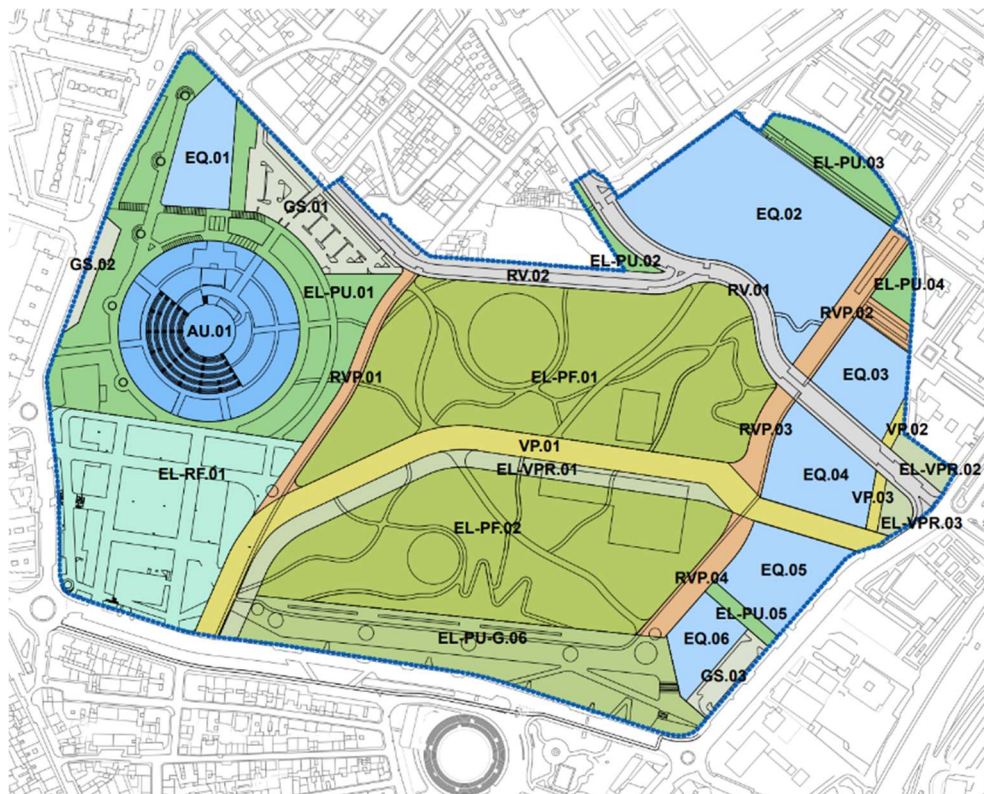 EQ.01
EL-PU.03
GS.01
EQ.02
GS.02
EL-PU.02
EL-PU.01
RV.02
RV.01
EL-PU.04
RVP.02
AU.01
EQ.03
RVP.01
EL-PF.01
RVP.03
VP.02
VP.01
EL-VPR.01
EL-RF.01
EQ.04
EL-VPR.02
VP.03
EL-PF.02
EL-VPR.03
EQ.05
RVP.04
EL-PU.05
EL-PU-G.06
EQ.06
GS.03